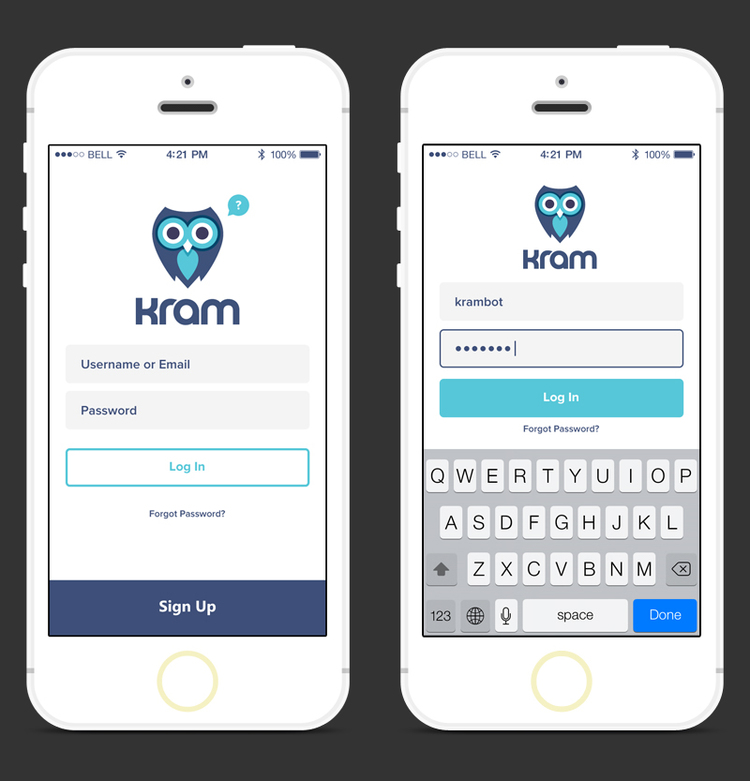 BELL 4:21 PM 100%
?
kram
Username or Email
Password
Log In
Forgot Password?
Sign Up
BELL 4:21 PM 100%
kram
krambot
•••••••
Log In
Forgot Password?
Q W E R T Y U I O P
A S D F G H J K L
Z X C V B N M
123 space Done